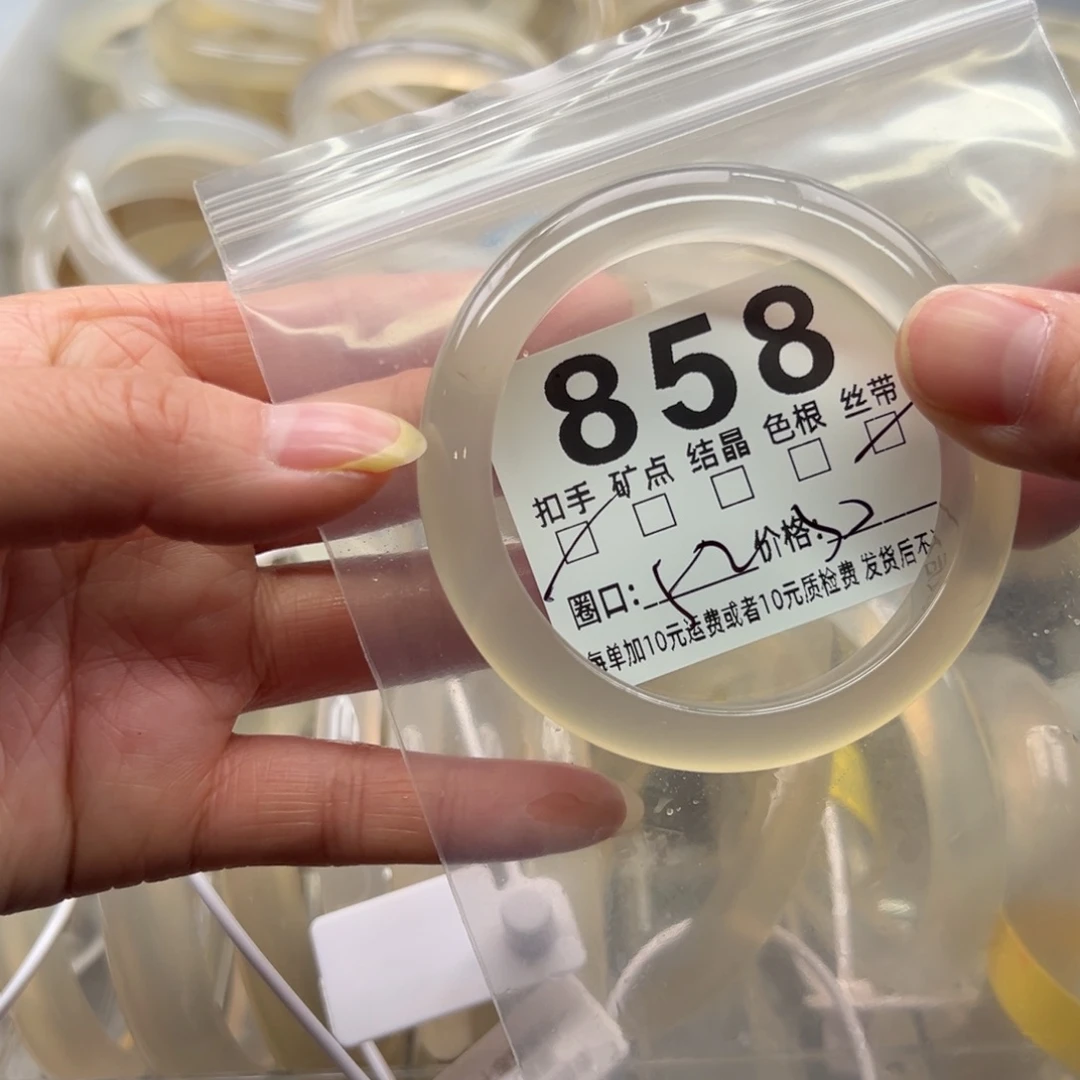 858
扣手 矿点 结晶 色根 丝带
圈口: 价格:52
每单加10元运费或者10元质检费 发货后不